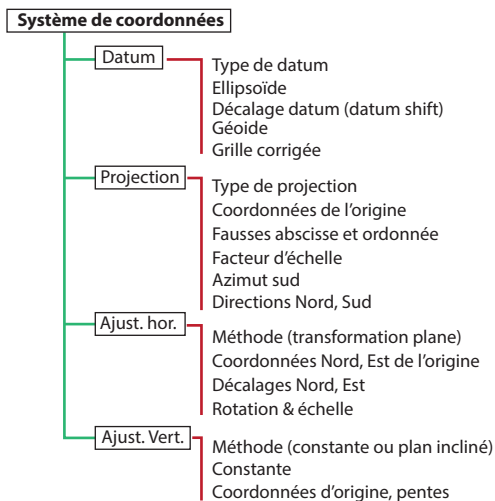 Système de coordonnées
Datum
Type de datum
Ellipsoïde
Décalage datum (datum shift)
Géoide
Grille corrigée
Projection
Type de projection
Coordonnées de l'origine
Fausses abscisse et ordonnée
Facteur d'échelle
Azimut sud
Directions Nord, Sud
Ajust. hor.
Méthode (transformation plane)
Coordonnées Nord, Est de l'origine
Décalages Nord, Est
Rotation & échelle
Ajust. Vert.
Méthode (constante ou plan incliné)
Constante
Coordonnées d'origine, pentes